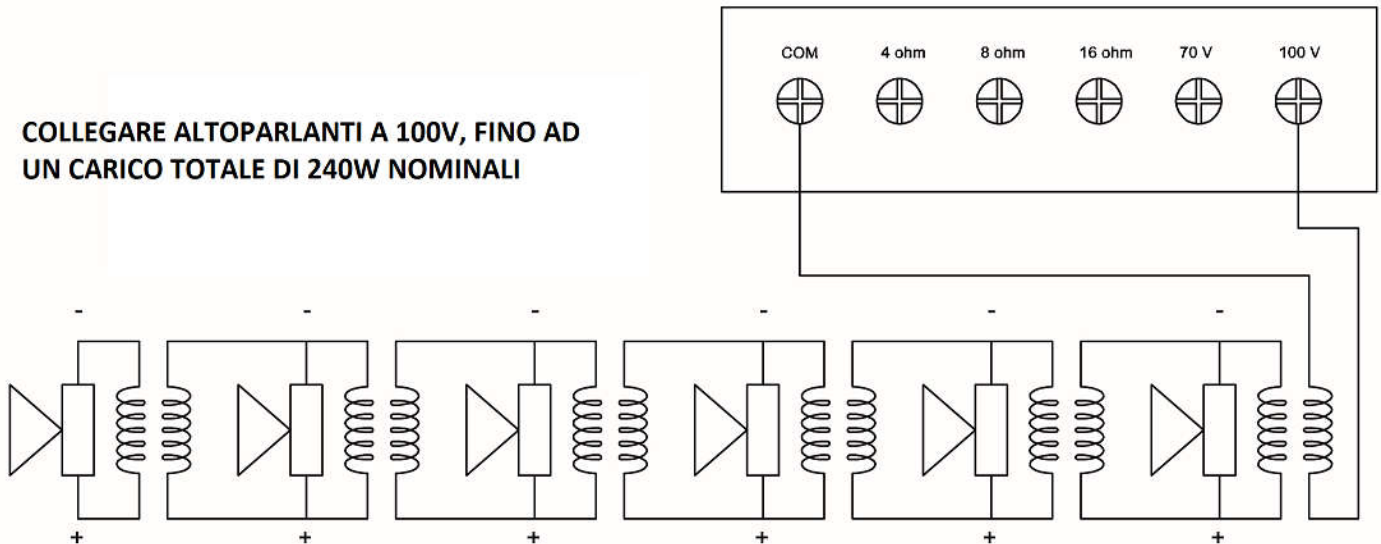 COM 4 ohm 8 ohm 16 ohm 70 V 100 V
COLLEGARE ALTOPARLANTI A 100V, FINO AD
UN CARICO TOTALE DI 240W NOMINALI
- - - - - -
+ + + + + +